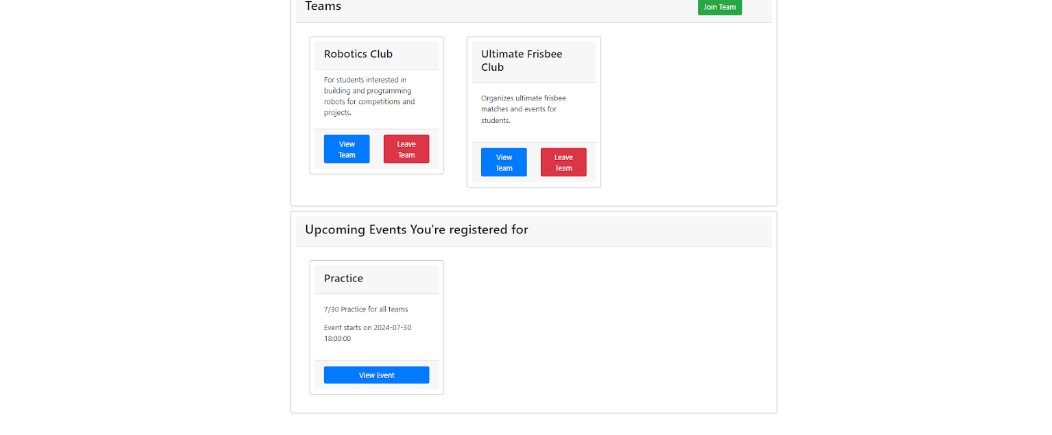 Teams
Join Team
Robotics Club
For students interested in
building and programming
robots for competitions and
projects.
View
Team
Leave
Team
Ultimate Frisbee
Club
Organizes ultimate frisbee
matches and events for
students.
View
Team
Leave
Team
Upcoming Events You're registered for
Practice
7/30 Practice for all teams
Event starts on 2024-07-30
18:00:00
View Event